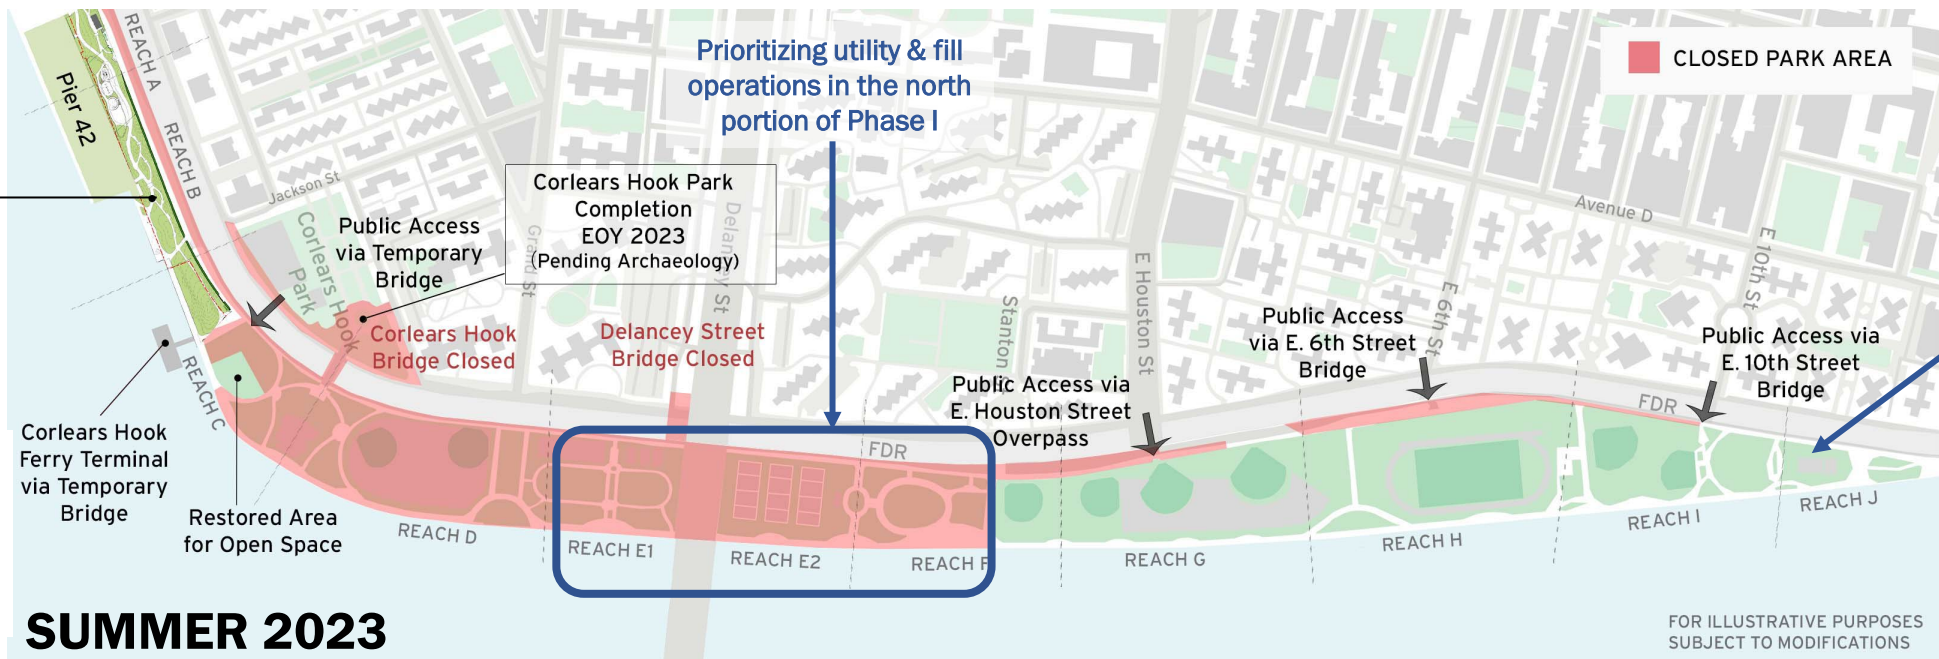 REACH A
Pier 42
REACH B
Jackson St
Corlears Hook
Park
Public Access
via Temporary
Bridge
Corlears Hook Park
Completion
EOY 2023
(Pending Archaeology)
Grand St
Delancey St
Prioritizing utility & fill
operations in the north
portion of Phase I
CLOSED PARK AREA
Corlears Hook
Bridge Closed
Delancey Street
Bridge Closed
Stanton
E Houston St
Avenue D
E 6th St
E 10th St
Public Access via
E. Houston Street
Overpass
Public Access
via E. 6th Street
Bridge
Public Access via
E. 10th Street
Bridge
FDR
FDR
Corlears Hook
Ferry Terminal
via Temporary
Bridge
Restored Area
for Open Space
REACH C
REACH D
REACH E1
REACH E2
REACH F
REACH G
REACH H
REACH I
REACH J
SUMMER 2023
FOR ILLUSTRATIVE PURPOSES
SUBJECT TO MODIFICATIONS